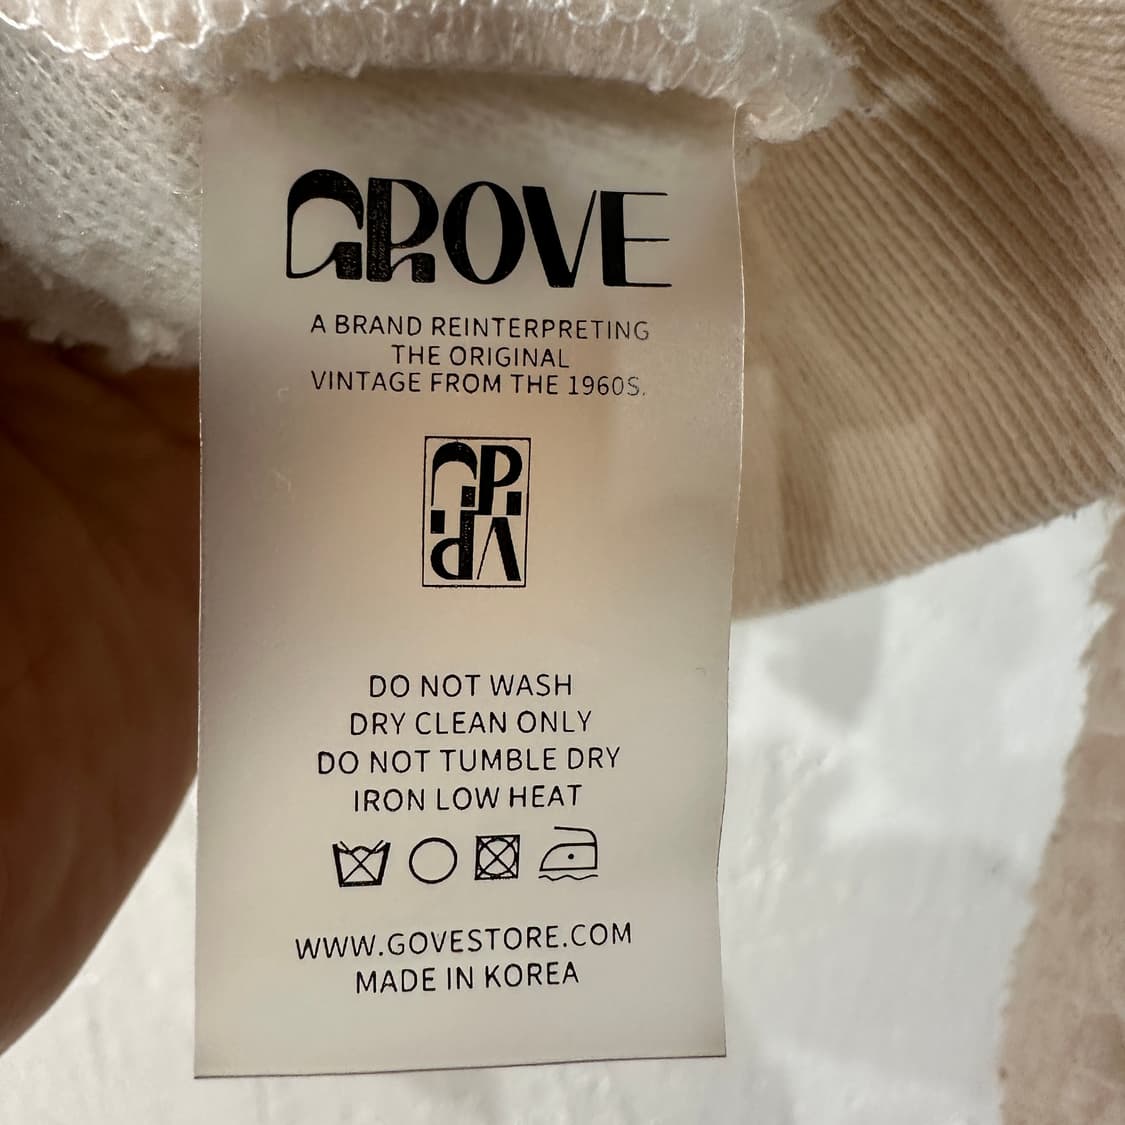 GROVE
A BRAND REINTERPRETING
THE ORIGINAL
VINTAGE FROM THE 1960S.
DO NOT WASH
DRY CLEAN ONLY
DO NOT TUMBLE DRY
IRON LOW HEAT
WWW.GOVESTORE.COM
MADE IN KOREA